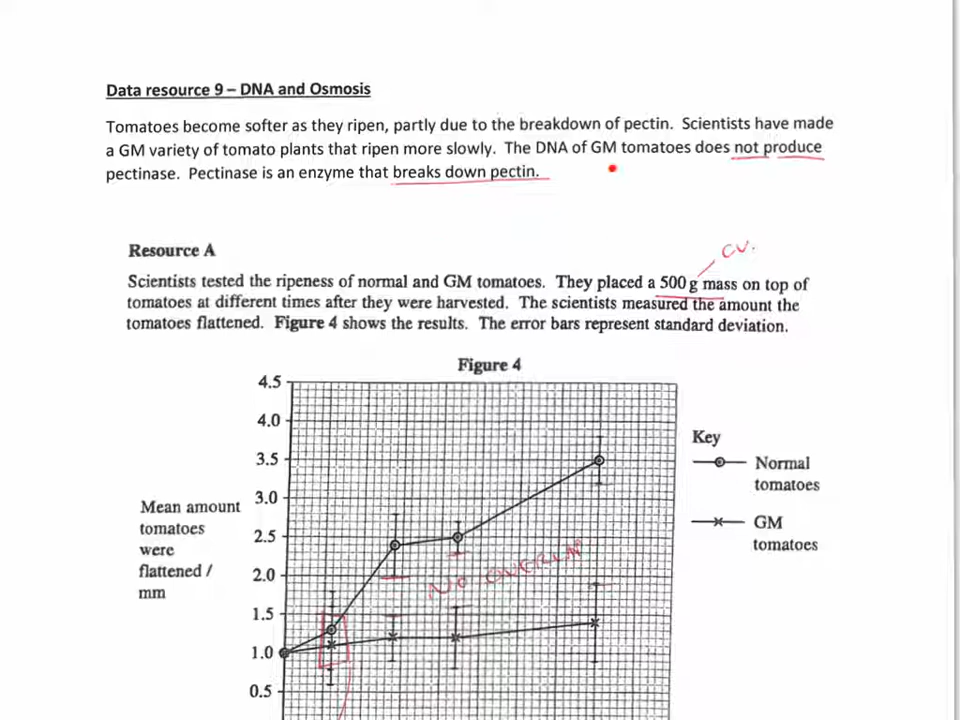 Data resource 9 – DNA and Osmosis
Tomatoes become softer as they ripen, partly due to the breakdown of pectin. Scientists have made
a GM variety of tomato plants that ripen more slowly. The DNA of GM tomatoes does not produce
pectinase. Pectinase is an enzyme that breaks down pectin.
CV.
Resource A
Scientists tested the ripeness of normal and GM tomatoes. They placed a 500 g mass on top of
tomatoes at different times after they were harvested. The scientists measured the amount the
tomatoes flattened. Figure 4 shows the results. The error bars represent standard deviation.
Figure 4
4.5
4.0
3.5
3.0
2.5
2.0
1.5
1.0
0.5
Mean amount
tomatoes
were
flattened /
mm
NO OVERLAP
Key
Normal
tomatoes
GM
tomatoes